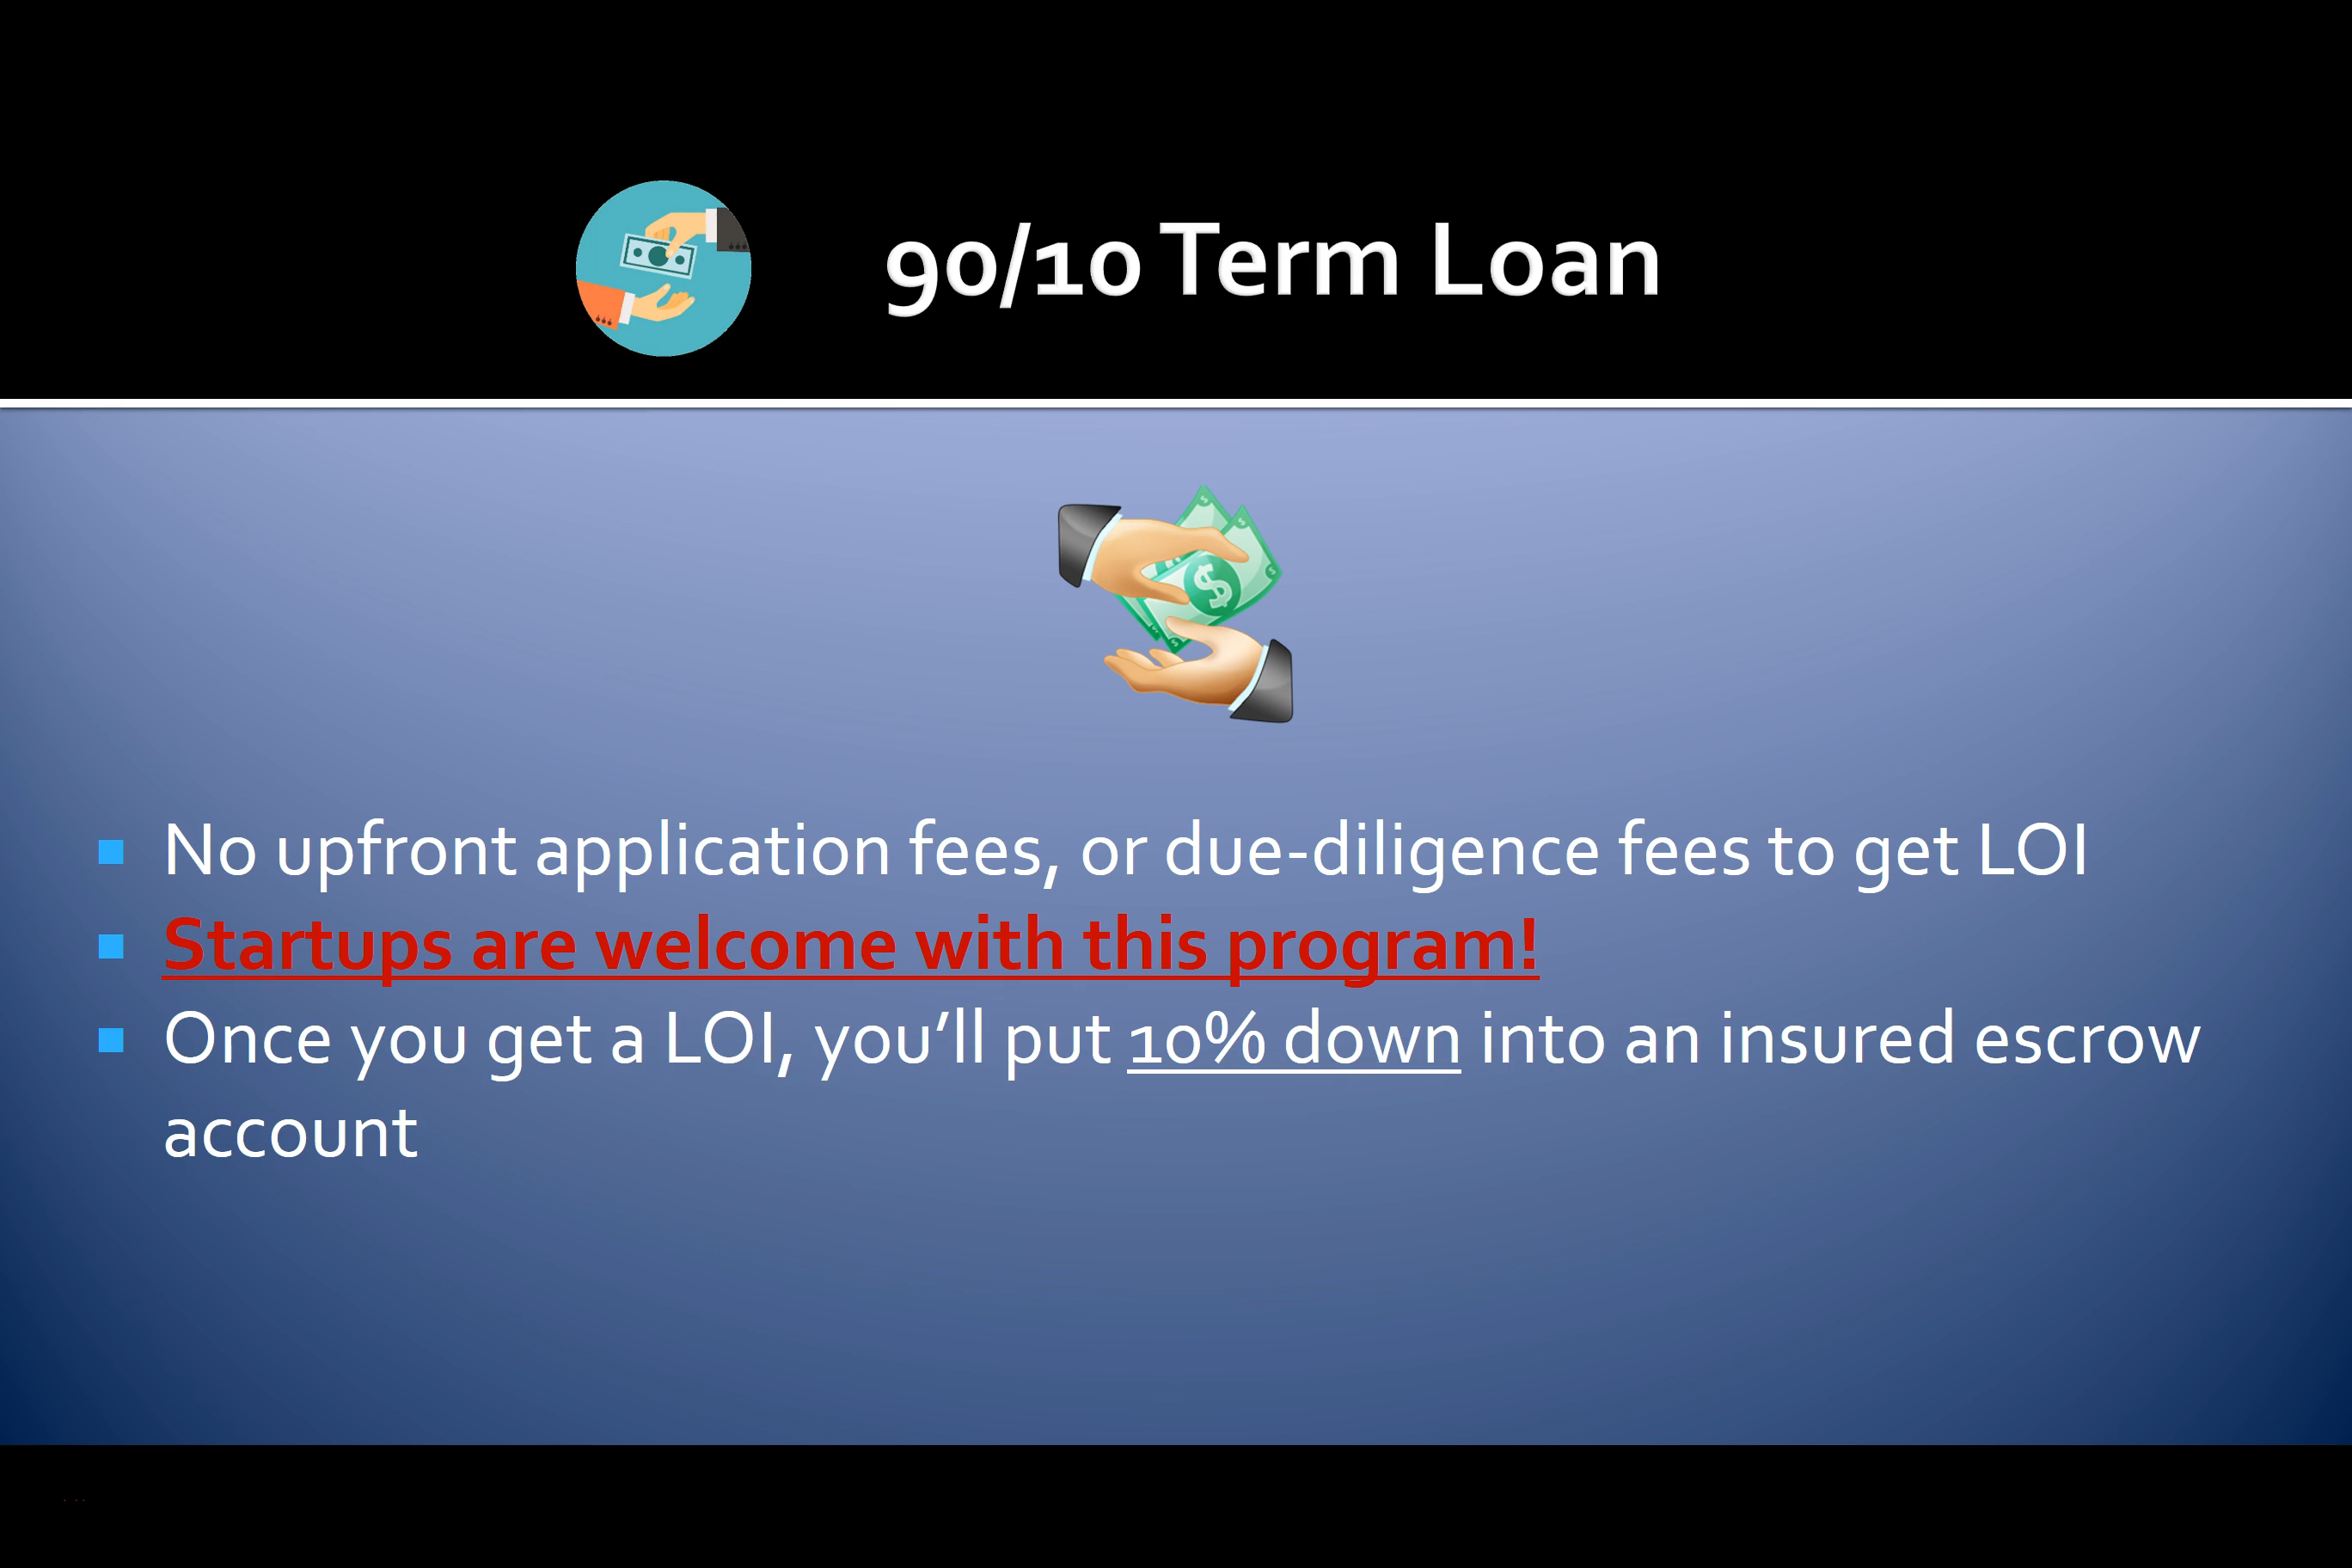 90/10 Term Loan
No upfront application fees, or due-diligence fees to get LOI
Startups are welcome with this program!
Once you get a LOI, you’ll put 10% down into an insured escrow
account